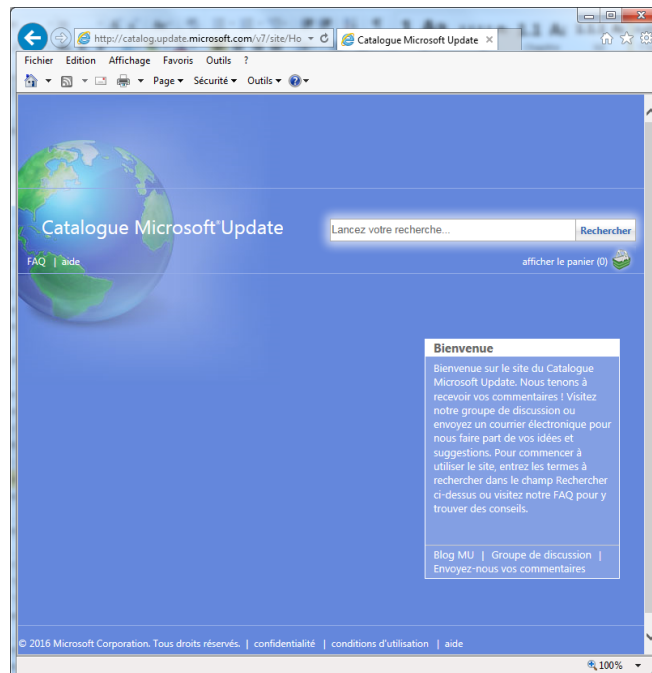 http://catalog.update.microsoft.com/v7/site/Ho
Catalogue Microsoft Update
Fichier Edition Affichage Favoris Outils ?
Page Sécurité Outils
Catalogue Microsoft®Update
Lancez votre recherche...
Rechercher
FAQ | aide
afficher le panier (0)
Bienvenue
Bienvenue sur le site du Catalogue
Microsoft Update. Nous tenons à
recevoir vos commentaires ! Visitez
notre groupe de discussion ou
envoyez un courrier électronique pour
nous faire part de vos idées et
suggestions. Pour commencer à
utiliser le site, entrez les termes à
rechercher dans le champ Rechercher
ci-dessus ou visitez notre FAQ pour y
trouver des conseils.
Blog MU | Groupe de discussion |
Envoyez-nous vos commentaires
© 2016 Microsoft Corporation. Tous droits réservés. | confidentialité | conditions d'utilisation | aide
100%